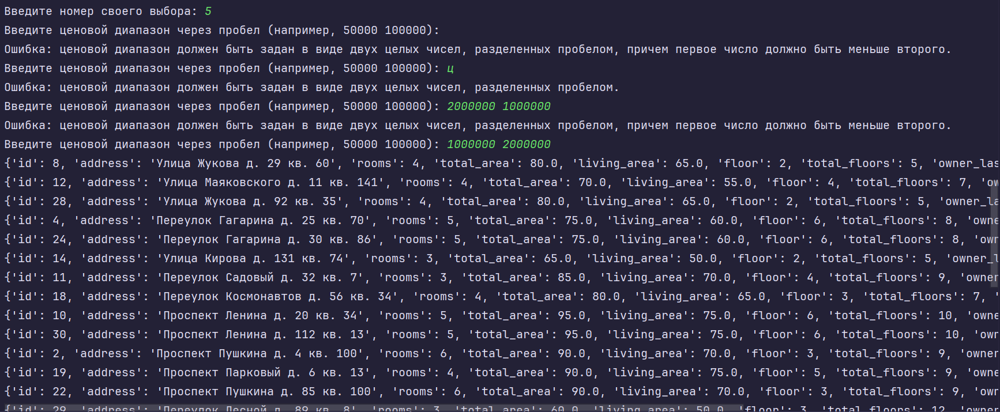 Введите номер своего выбора: 5
Введите ценовой диапазон через пробел (например, 50000 100000):
Ошибка: ценовой диапазон должен быть задан в виде двух целых чисел, разделенных пробелом, причем первое число должно быть меньше второго.
Введите ценовой диапазон через пробел (например, 50000 100000): ц
Ошибка: ценовой диапазон должен быть задан в виде двух целых чисел, разделенных пробелом.
Введите ценовой диапазон через пробел (например, 50000 100000): 2000000 1000000
Ошибка: ценовой диапазон должен быть задан в виде двух целых чисел, разделенных пробелом, причем первое число должно быть меньше второго.
Введите ценовой диапазон через пробел (например, 50000 100000): 1000000 2000000
{'id': 8, 'address': 'Улица Жукова д. 29 кв. 60', 'rooms': 4, 'total_area': 80.0, 'living_area': 65.0, 'floor': 2, 'total_floors': 5, 'owner_las
{'id': 12, 'address': 'Улица Маяковского д. 11 кв. 141', 'rooms': 4, 'total_area': 70.0, 'living_area': 55.0, 'floor': 4, 'total_floors': 7, 'ow
{'id': 28, 'address': 'Улица Жукова д. 92 кв. 35', 'rooms': 4, 'total_area': 80.0, 'living_area': 65.0, 'floor': 2, 'total_floors': 5, 'owner_la
{'id': 4, 'address': 'Переулок Гагарина д. 25 кв. 70', 'rooms': 5, 'total_area': 75.0, 'living_area': 60.0, 'floor': 6, 'total_floors': 8, 'owne
{'id': 24, 'address': 'Переулок Гагарина д. 30 кв. 86', 'rooms': 5, 'total_area': 75.0, 'living_area': 60.0, 'floor': 6, 'total_floors': 8, 'own
{'id': 14, 'address': 'Улица Кирова д. 131 кв. 74', 'rooms': 3, 'total_area': 65.0, 'living_area': 50.0, 'floor': 2, 'total_floors': 5, 'owner_l
{'id': 11, 'address': 'Переулок Садовый д. 32 кв. 7', 'rooms': 3, 'total_area': 85.0, 'living_area': 70.0, 'floor': 4, 'total_floors': 9, 'owner
{'id': 18, 'address': 'Переулок Космонавтов д. 56 кв. 34', 'rooms': 4, 'total_area': 80.0, 'living_area': 65.0, 'floor': 3, 'total_floors': 7, '
{'id': 10, 'address': 'Проспект Ленина д. 20 кв. 34', 'rooms': 5, 'total_area': 95.0, 'living_area': 75.0, 'floor': 6, 'total_floors': 10, 'owne
{'id': 30, 'address': 'Проспект Ленина д. 112 кв. 13', 'rooms': 5, 'total_area': 95.0, 'living_area': 75.0, 'floor': 6, 'total_floors': 10, 'own
{'id': 2, 'address': 'Проспект Пушкина д. 4 кв. 100', 'rooms': 6, 'total_area': 90.0, 'living_area': 70.0, 'floor': 3, 'total_floors': 9, 'owner
{'id': 19, 'address': 'Проспект Парковый д. 6 кв. 13', 'rooms': 4, 'total_area': 90.0, 'living_area': 75.0, 'floor': 5, 'total_floors': 9, 'owne
{'id': 22, 'address': 'Проспект Пушкина д. 85 кв. 100', 'rooms': 6, 'total_area': 90.0, 'living_area': 70.0, 'floor': 3, 'total_floors': 9, 'own
{'id': 29, 'address': 'Переулок Лесной д. 89 кв. 8', 'rooms': 3, 'total_area': 60.0, 'living_area': 50.0, 'floor': 3, 'total_floors': 12, 'owner